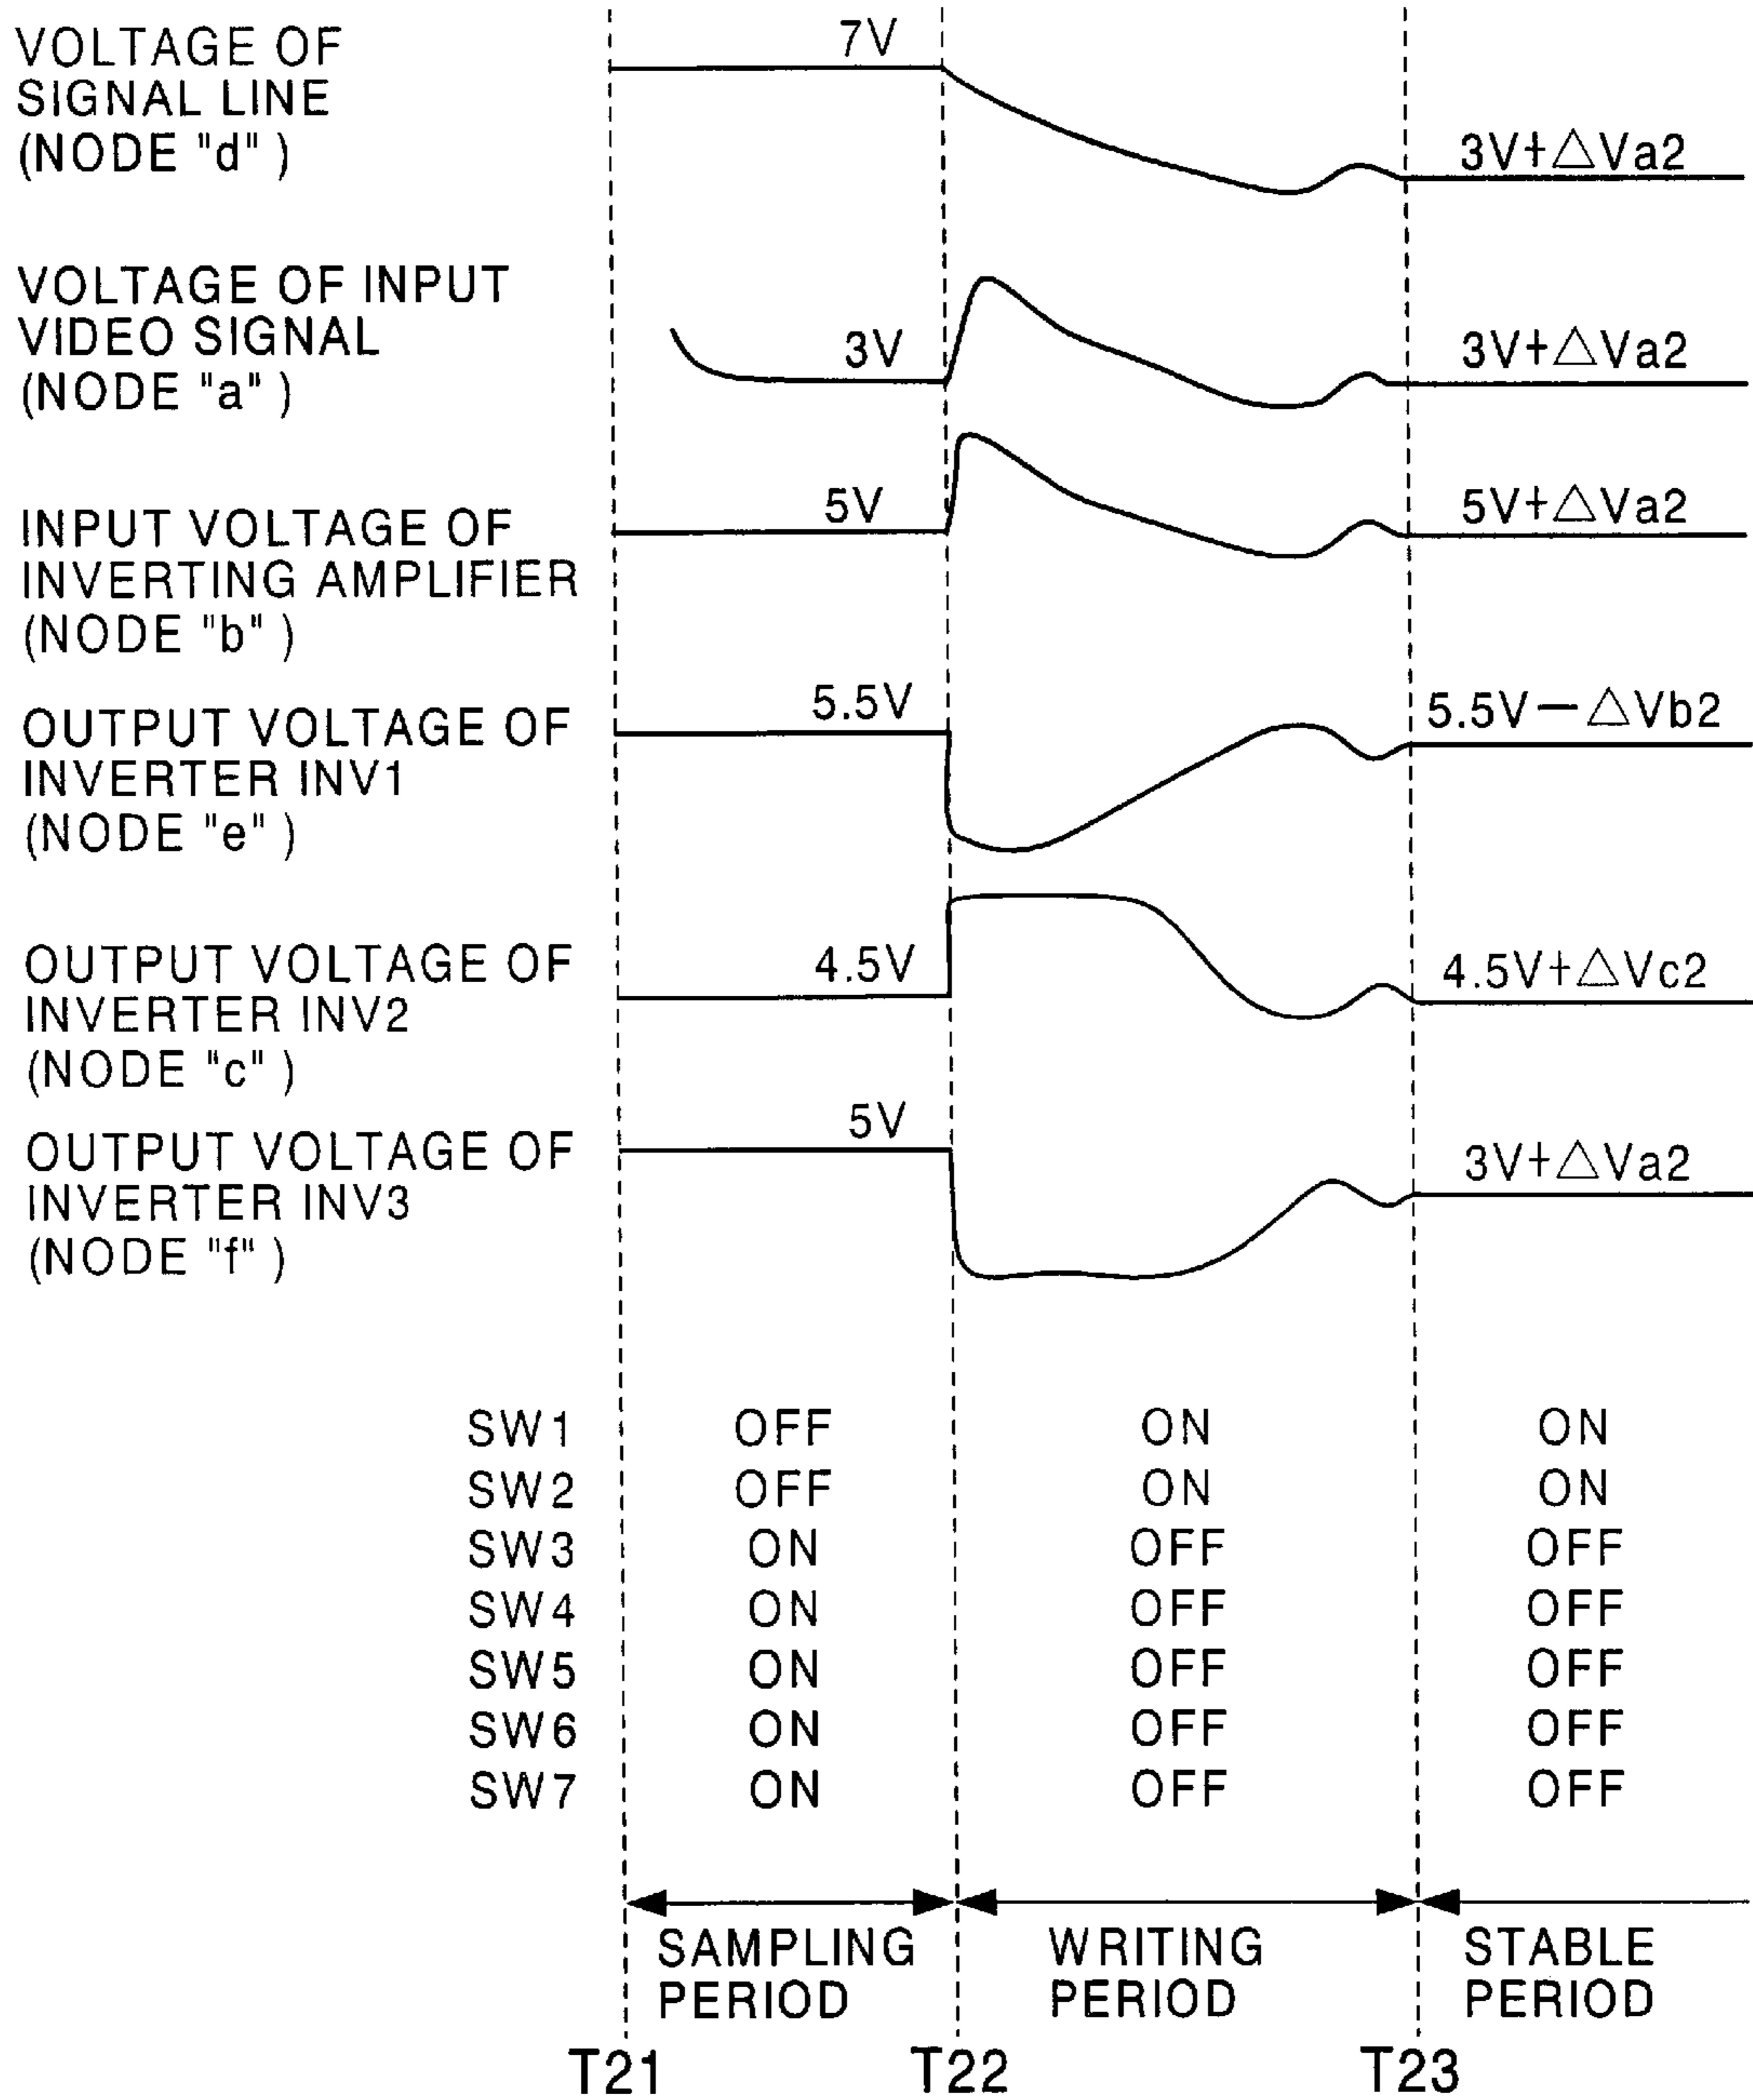 VOLTAGE OF
SIGNAL LINE
(NODE "d" )
7V
3V+△Va2
VOLTAGE OF INPUT
VIDEO SIGNAL
(NODE "a" )
3V
3V+△Va2
INPUT VOLTAGE OF
INVERTING AMPLIFIER
(NODE "b" )
5V
5V+△Va2
OUTPUT VOLTAGE OF
INVERTER INV1
(NODE "e" )
5.5V
5.5V−△Vb2
OUTPUT VOLTAGE OF
INVERTER INV2
(NODE "c" )
4.5V
4.5V+△Vc2
OUTPUT VOLTAGE OF
INVERTER INV3
(NODE "f" )
5V
3V+△Va2
SW1 OFF ON ON
SW2 OFF ON ON
SW3 ON OFF OFF
SW4 ON OFF OFF
SW5 ON OFF OFF
SW6 ON OFF OFF
SW7 ON OFF OFF
SAMPLING
PERIOD
WRITING
PERIOD
STABLE
PERIOD
T21 T22 T23